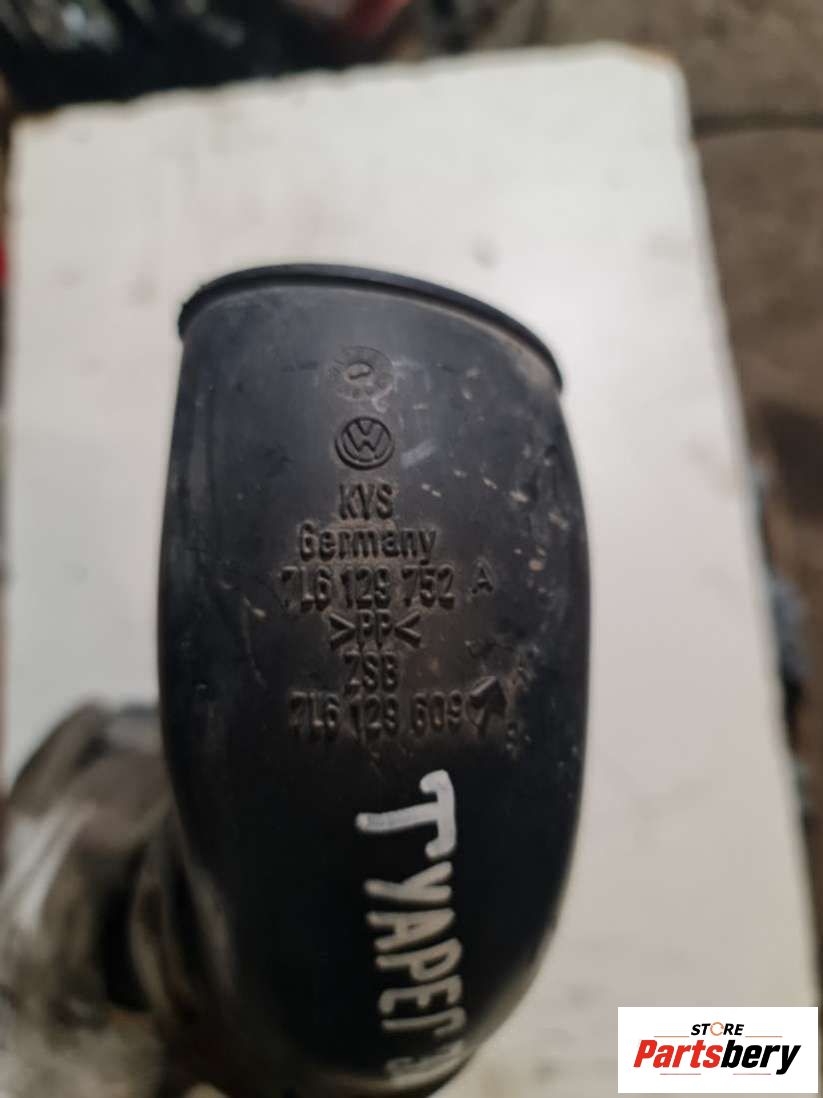 KVS
Germany
7L6 129 752 A
>PP<
ZSB
7L6 129 609
ТУАРЕГ
STORE
Partsbery